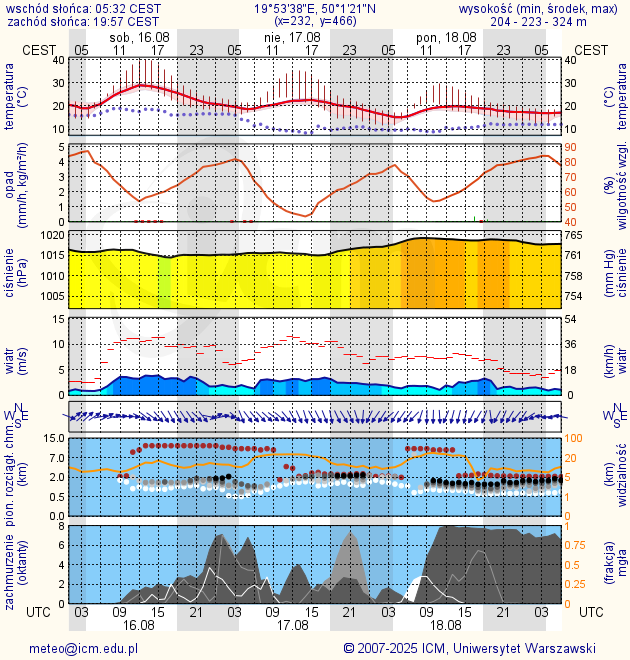 wschód słońca: 05:32 CEST 19°53'38"E, 50°1'21"N wysokość (min, środek, max)
zachód słońca: 19:57 CEST (x=232, y=466) 204 - 223 - 324 m
sob, 16.08 nie, 17.08 pon, 18.08
CEST 05 11 17 23 05 11 17 23 05 11 17 23 05 CEST
temperatura (°C) 40 30 20 10 40 30 20 10 (°C) temperatura
opad (mm/h, kg/m²/h) 5 4 3 2 1 0 90 80 70 60 50 40 (%) wilgotność wzgl.
ciśnienie (hPa) 1020 1015 1010 1005 765 761 758 754 (mm Hg) ciśnienie
wiatr (m/s) 15 10 5 0 54 36 18 0 (km/h) wiatr
N W E S N W E S
pion. rozciągł. chm. (km) 15.0 7.0 2.0 0.5 0.0 100 20 5 1 0 (km) widzialność
zachmurzenie (oktanty) 8 6 4 2 0 1 0.75 0.5 0.25 0 (frakcja) mgła
UTC 03 09 15 21 03 09 15 21 03 09 15 21 03 UTC
16.08 17.08 18.08
meteo@icm.edu.pl © 2007-2025 ICM, Uniwersytet Warszawski